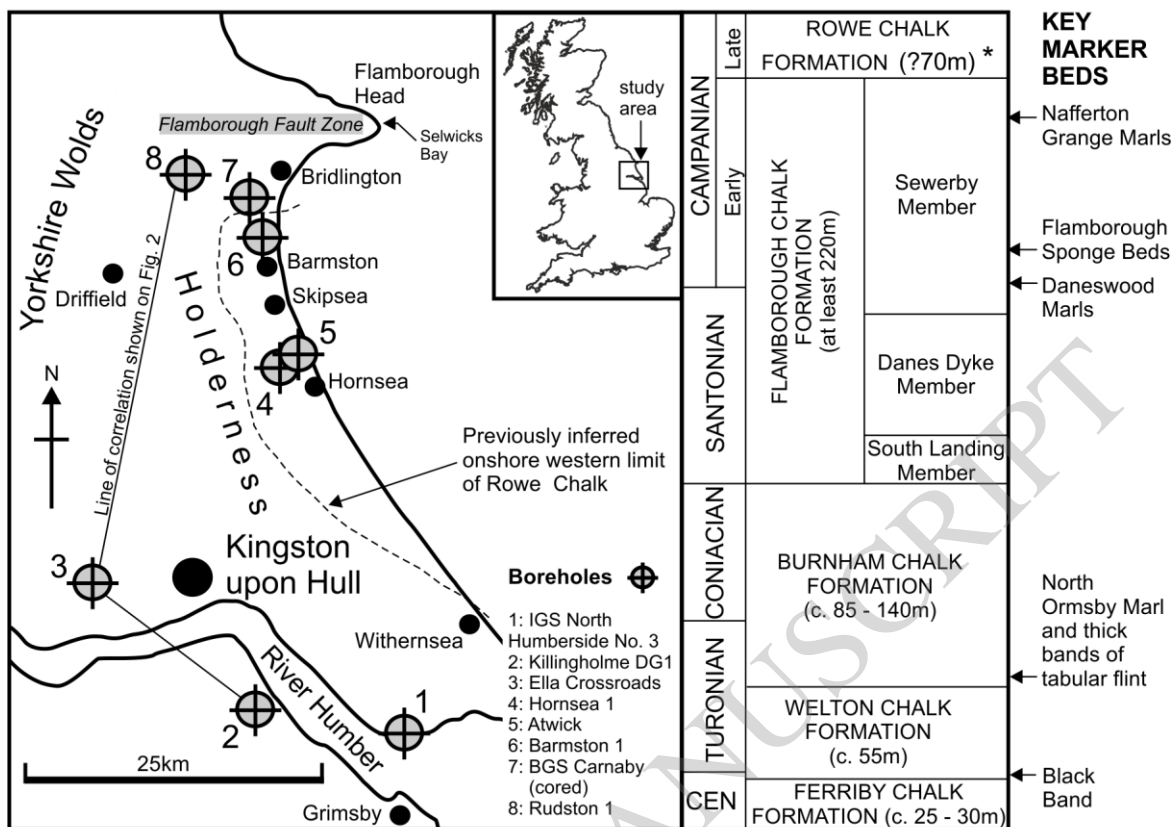 Flamborough
Head
Flamborough Fault Zone
Selwicks
Bay
study
area
Yorkshire Wolds
8
7
Bridlington
6
Barmston
Driffield
Skipsea
Holderness
5
4
Hornsea
Line of correlation shown on Fig. 2
N
Previously inferred
onshore western limit
of Rowe Chalk
3
Kingston
upon Hull
Withernsea
River Humber
2
1
25km
Grimsby
Boreholes
1: IGS North
Humberside No. 3
2: Killingholme DG1
3: Ella Crossroads
4: Hornsea 1
5: Atwick
6: Barmston 1
7: BGS Carnaby
(cored)
8: Rudston 1
CAMPANIAN
Late
Early
SANTONIAN
CONIACIAN
TURONIAN
CEN
ROWE CHALK
FORMATION (?70m) *
FLAMBOROUGH CHALK
FORMATION
(at least 220m)
Sewerby
Member
Danes Dyke
Member
South Landing
Member
BURNHAM CHALK
FORMATION
(c. 85 - 140m)
WELTON CHALK
FORMATION
(c. 55m)
FERRIBY CHALK
FORMATION (c. 25 - 30m)
KEY
MARKER
BEDS
Nafferton
Grange Marls
Flamborough
Sponge Beds
Daneswood
Marls
North
Ormsby Marl
and thick
bands of
tabular flint
Black
Band
ANUSCRIPT